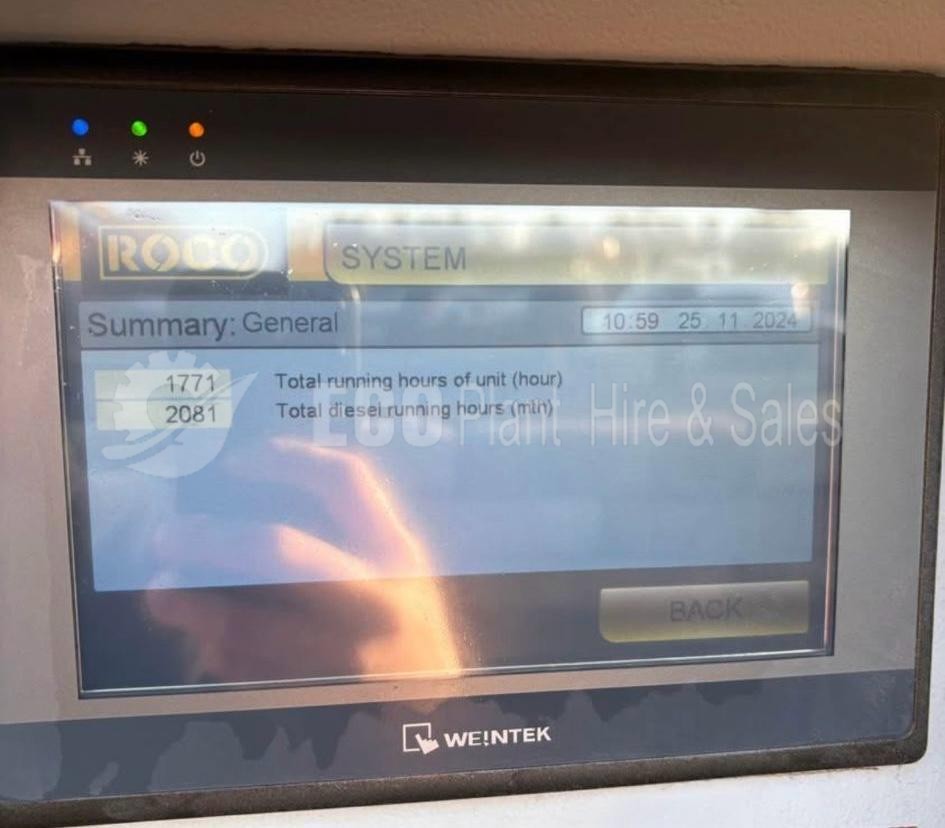 ROCO
SYSTEM
Summary: General
10:59 25 11 2024
1771 Total running hours of unit (hour)
2081 Total diesel running hours (mth)
ECO Plant Hire & Sales
BACK
WEINTEK